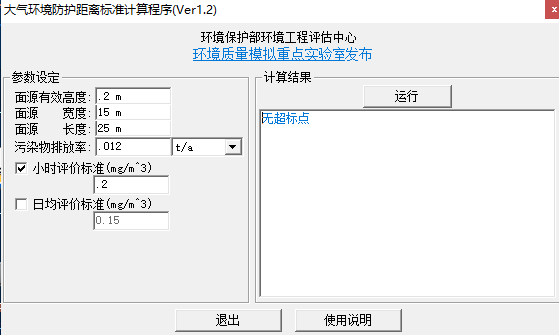 大气环境防护距离标准计算程序(Ver1.2)
环境保护部环境工程评估中心
环境质量模拟重点实验室发布
参数设定
面源有效高度: .2 m
面源 宽度: 15 m
面源 长度: 25 m
污染物排放率: .012 t/a
小时评价标准(mg/m^3)
.2
日均评价标准(mg/m^3)
0.15
计算结果
运行
无超标点
退出 使用说明